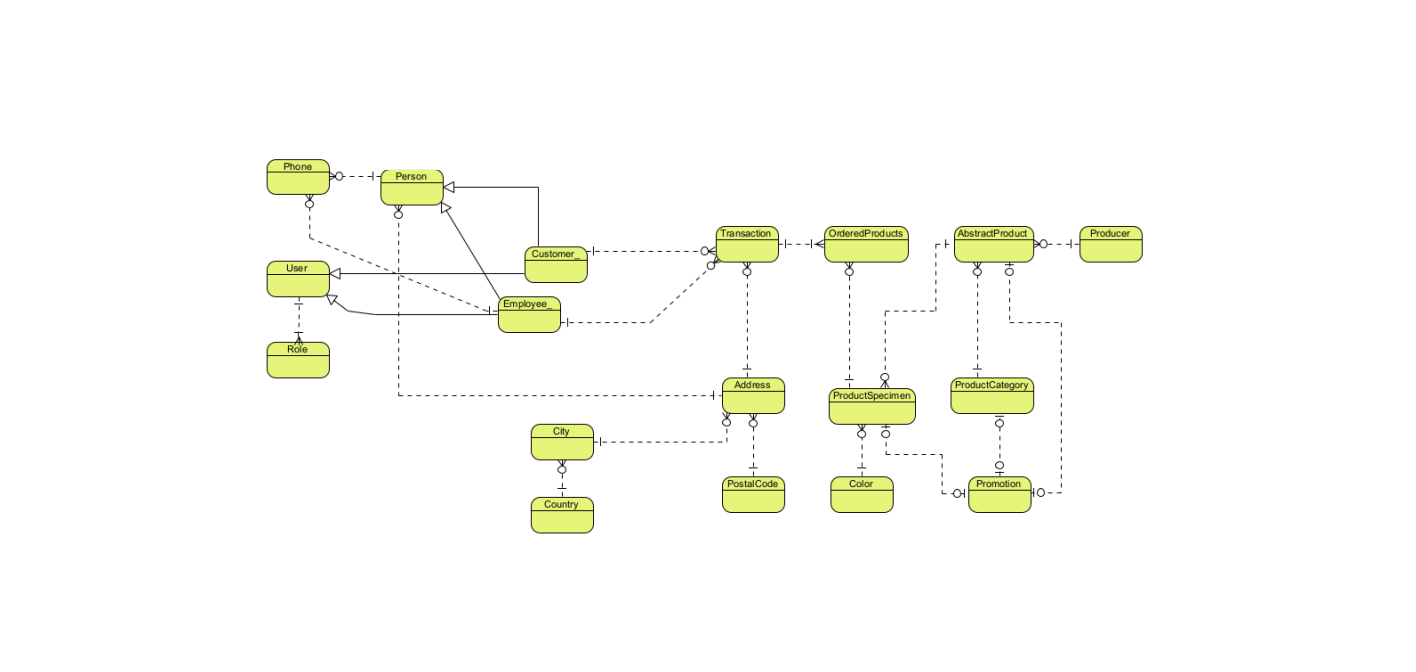 Phone
Person
Transaction
OrderedProducts
AbstractProduct
Producer
Customer_
User
Employee_
Role
Address
ProductSpecimen
ProductCategory
City
PostalCode
Color
Promotion
Country